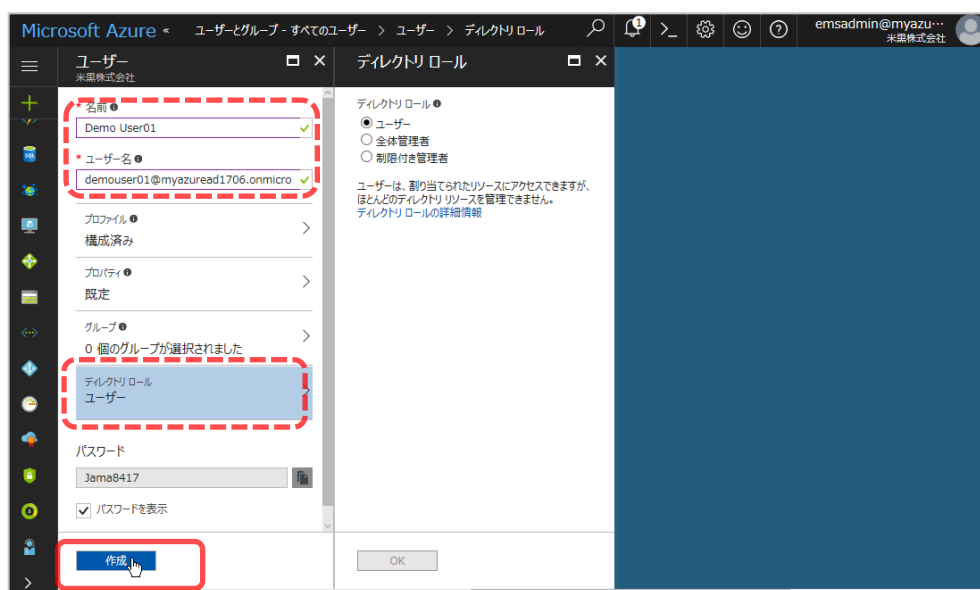 Microsoft Azure « ユーザーとグループ - すべてのユーザー > ユーザー > ディレクトリ ロール
1
emsadmin@myazu…
米黒株式会社
ユーザー
米黒株式会社
* 名前
Demo User01
* ユーザー名
demouser01@myazuread1706.onmicro
プロファイル
構成済み
プロパティ
既定
グループ
0 個のグループが選択されました
ディレクトリ ロール
ユーザー
パスワード
Jama8417
パスワードを表示
作成
ディレクトリ ロール
ディレクトリ ロール
ユーザー
全体管理者
制限付き管理者
ユーザーは、割り当てられたリソースにアクセスできますが、
ほとんどのディレクトリ リソースを管理できません。
ディレクトリ ロールの詳細情報
OK
SQL